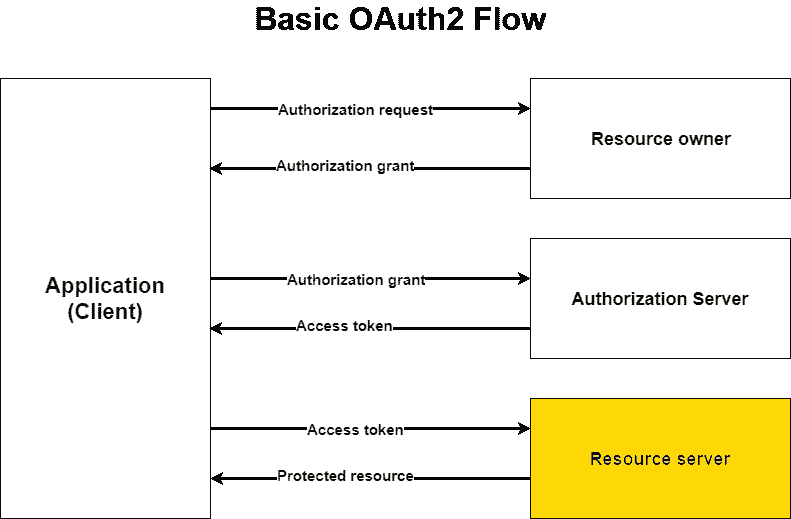 Basic OAuth2 Flow
Authorization request
Resource owner
Authorization grant
Application
(Client)
Authorization grant
Authorization Server
Access token
Access token
Resource server
Protected resource